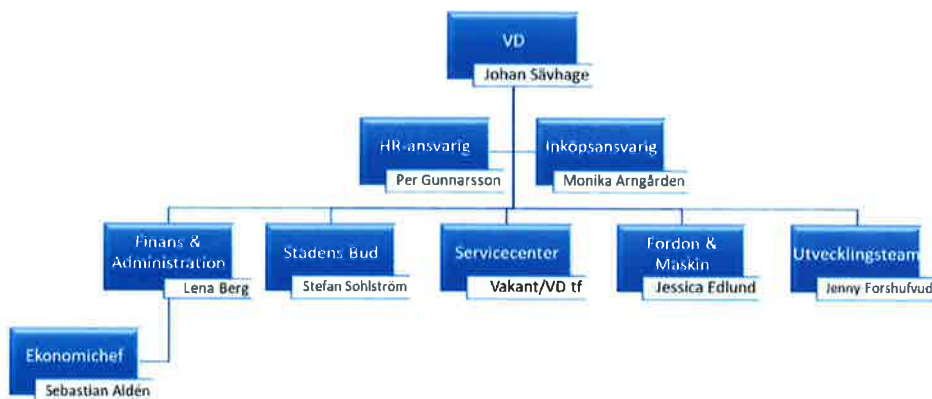 VD
Johan Sävhage
HR-ansvarig
Per Gunnarsson
Inköpsansvarig
Monika Arngården
Finans &
Administration
Lena Berg
Stadens Bud
Stefan Sohlström
Servicecenter
Vakant/VD tf
Fordon &
Maskin
Jessica Edlund
Utvecklingsteam
Jenny Forshufvud
Ekonomichef
Sebastian Aldén